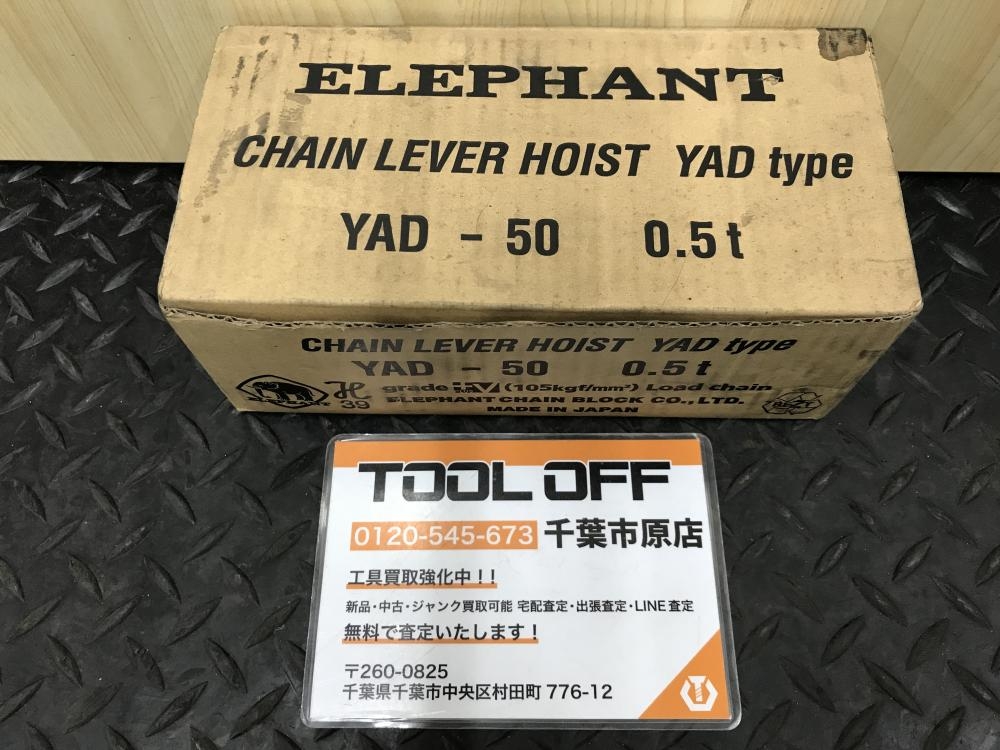 ELEPHANT
CHAIN LEVER HOIST YAD type
YAD - 50 0.5t
CHAIN LEVER HOIST YAD type
YAD - 50 0.5t
grade V (105kgf/mm²) Load chain
39 ELEPHANT CHAIN BLOCK CO., LTD.
MADE IN JAPAN
TOOL OFF
0120-545-673 千葉市原店
工具買取強化中!!
新品・中古・ジャンク買取可能 宅配査定・出張査定・LINE査定
無料で査定いたします!
〒260-0825
千葉県千葉市中央区村田町 776-12